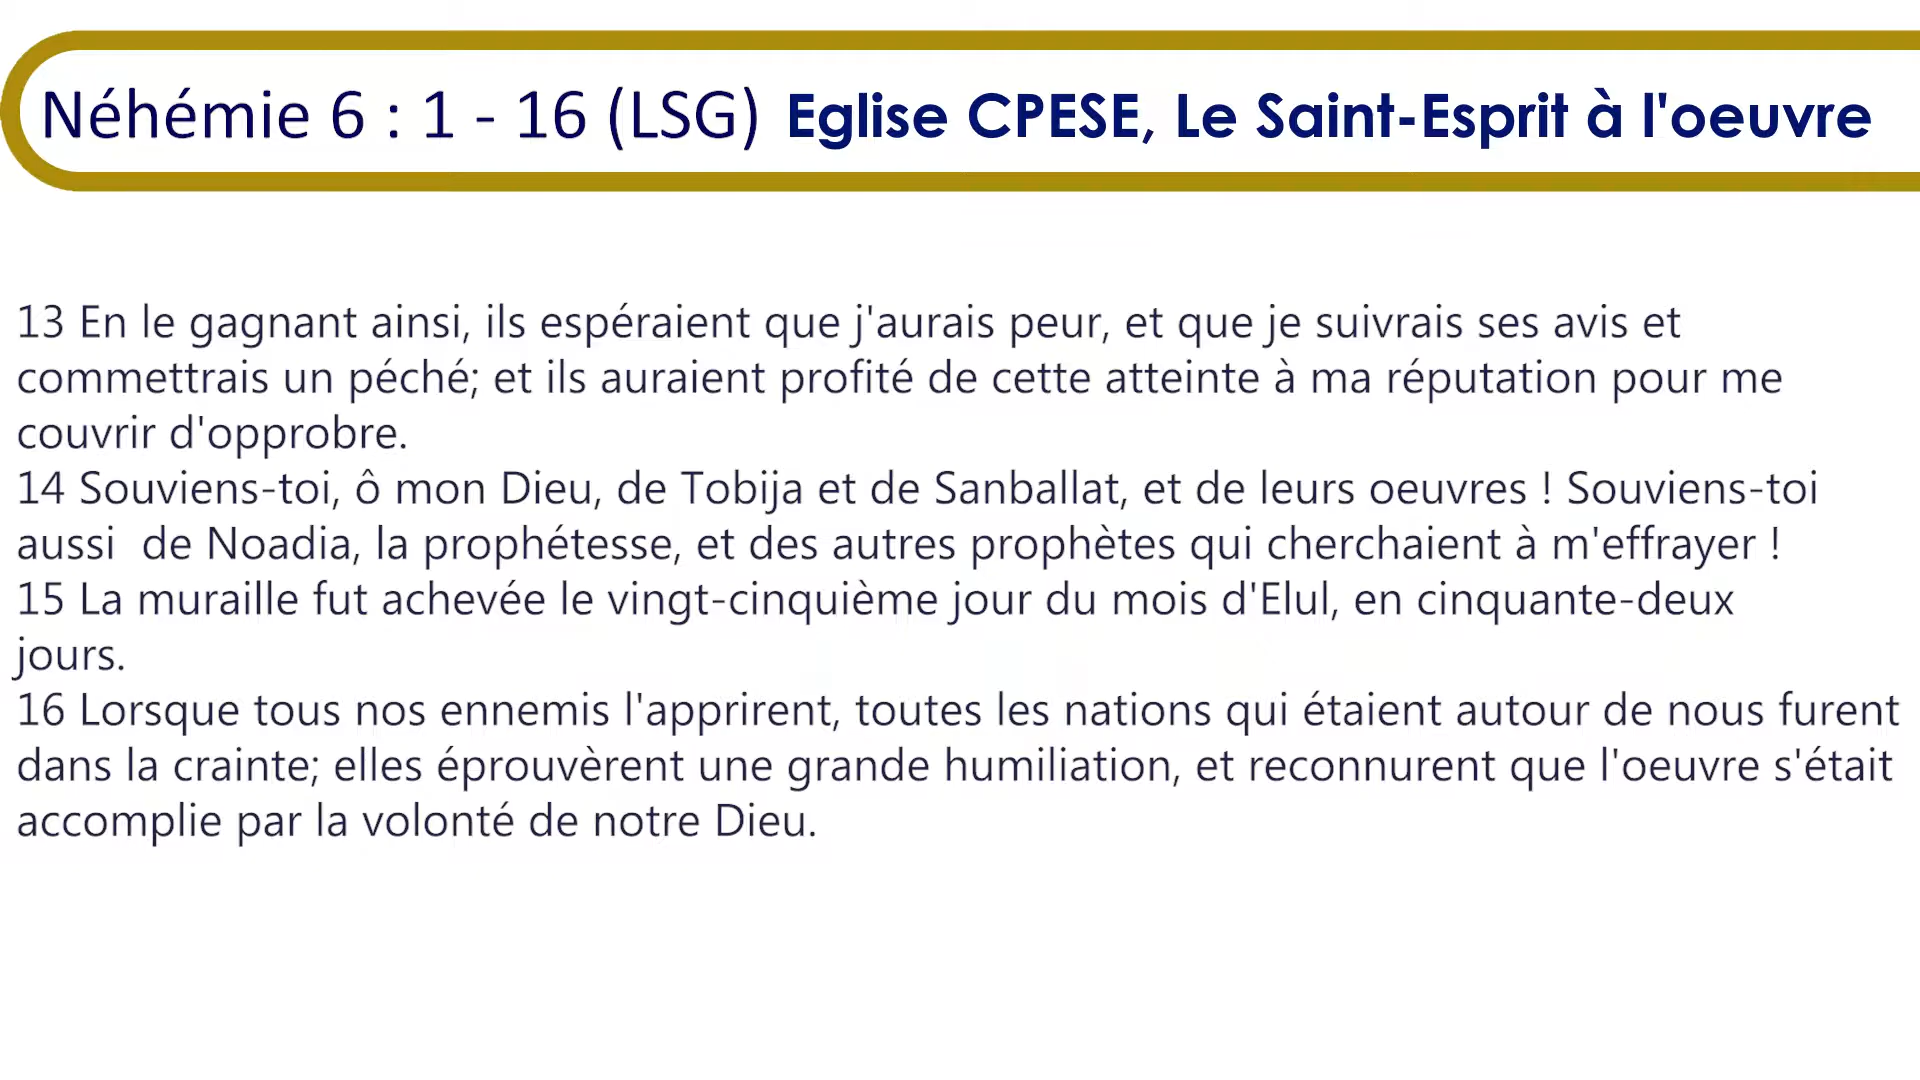 Néhémie 6 : 1 - 16 (LSG) Eglise CPESE, Le Saint-Esprit à l'oeuvre
13 En le gagnant ainsi, ils espéraient que j'aurais peur, et que je suivrais ses avis et
commettrais un péché; et ils auraient profité de cette atteinte à ma réputation pour me
couvrir d'opprobre.
14 Souviens-toi, ô mon Dieu, de Tobija et de Sanballat, et de leurs oeuvres ! Souviens-toi
aussi  de Noadia, la prophétesse, et des autres prophètes qui cherchaient à m'effrayer !
15 La muraille fut achevée le vingt-cinquième jour du mois d'Elul, en cinquante-deux
jours.
16 Lorsque tous nos ennemis l'apprirent, toutes les nations qui étaient autour de nous furent
dans la crainte; elles éprouvèrent une grande humiliation, et reconnurent que l'oeuvre s'était
accomplie par la volonté de notre Dieu.